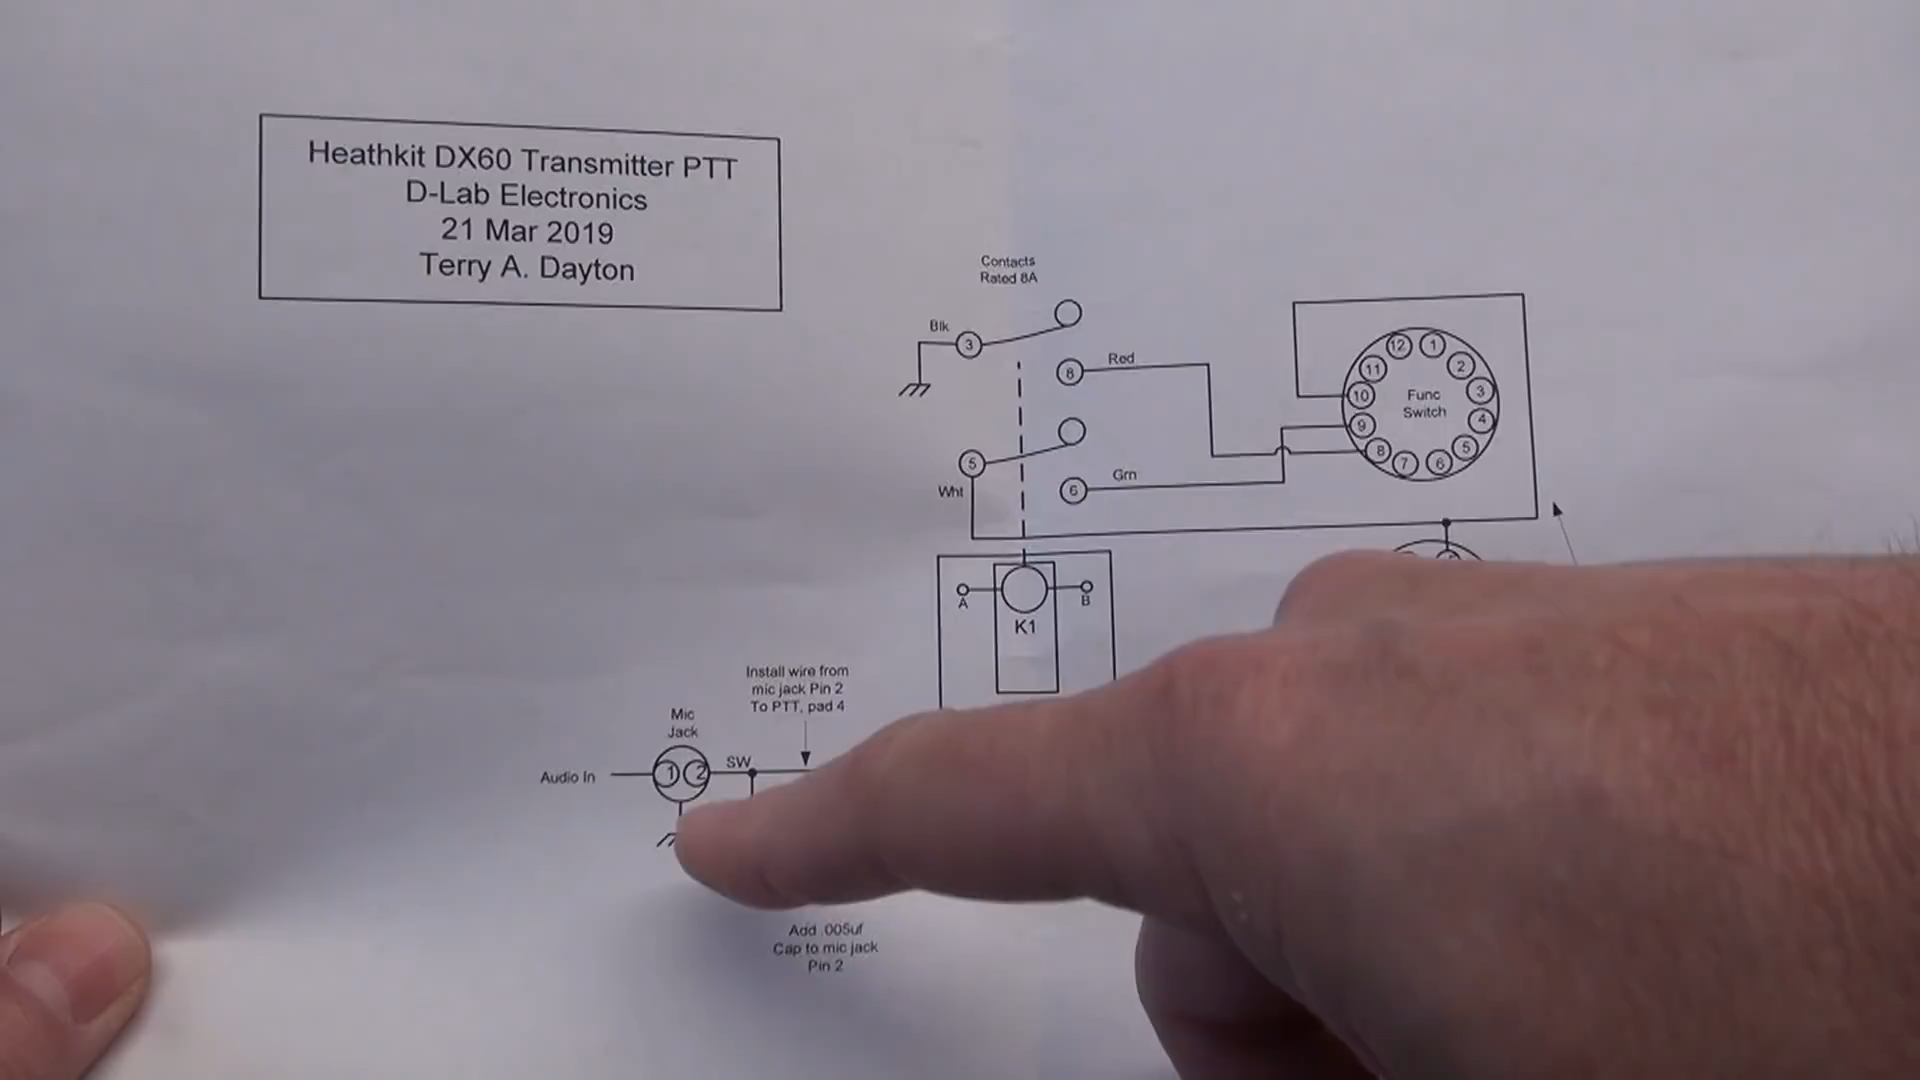 Heathkit DX60 Transmitter PTT
D-Lab Electronics
21 Mar 2019
Terry A. Dayton
Contacts
Rated 8A
Blk
3
8
Red
5
Wht
6
Grn
12
1
11
2
10
3
Func
Switch
9
4
8
5
7
6
A
B
K1
Install wire from
mic jack Pin 2
To PTT, pad 4
Mic
Jack
Audio In
1
2
SW
Add .005uf
Cap to mic jack
Pin 2